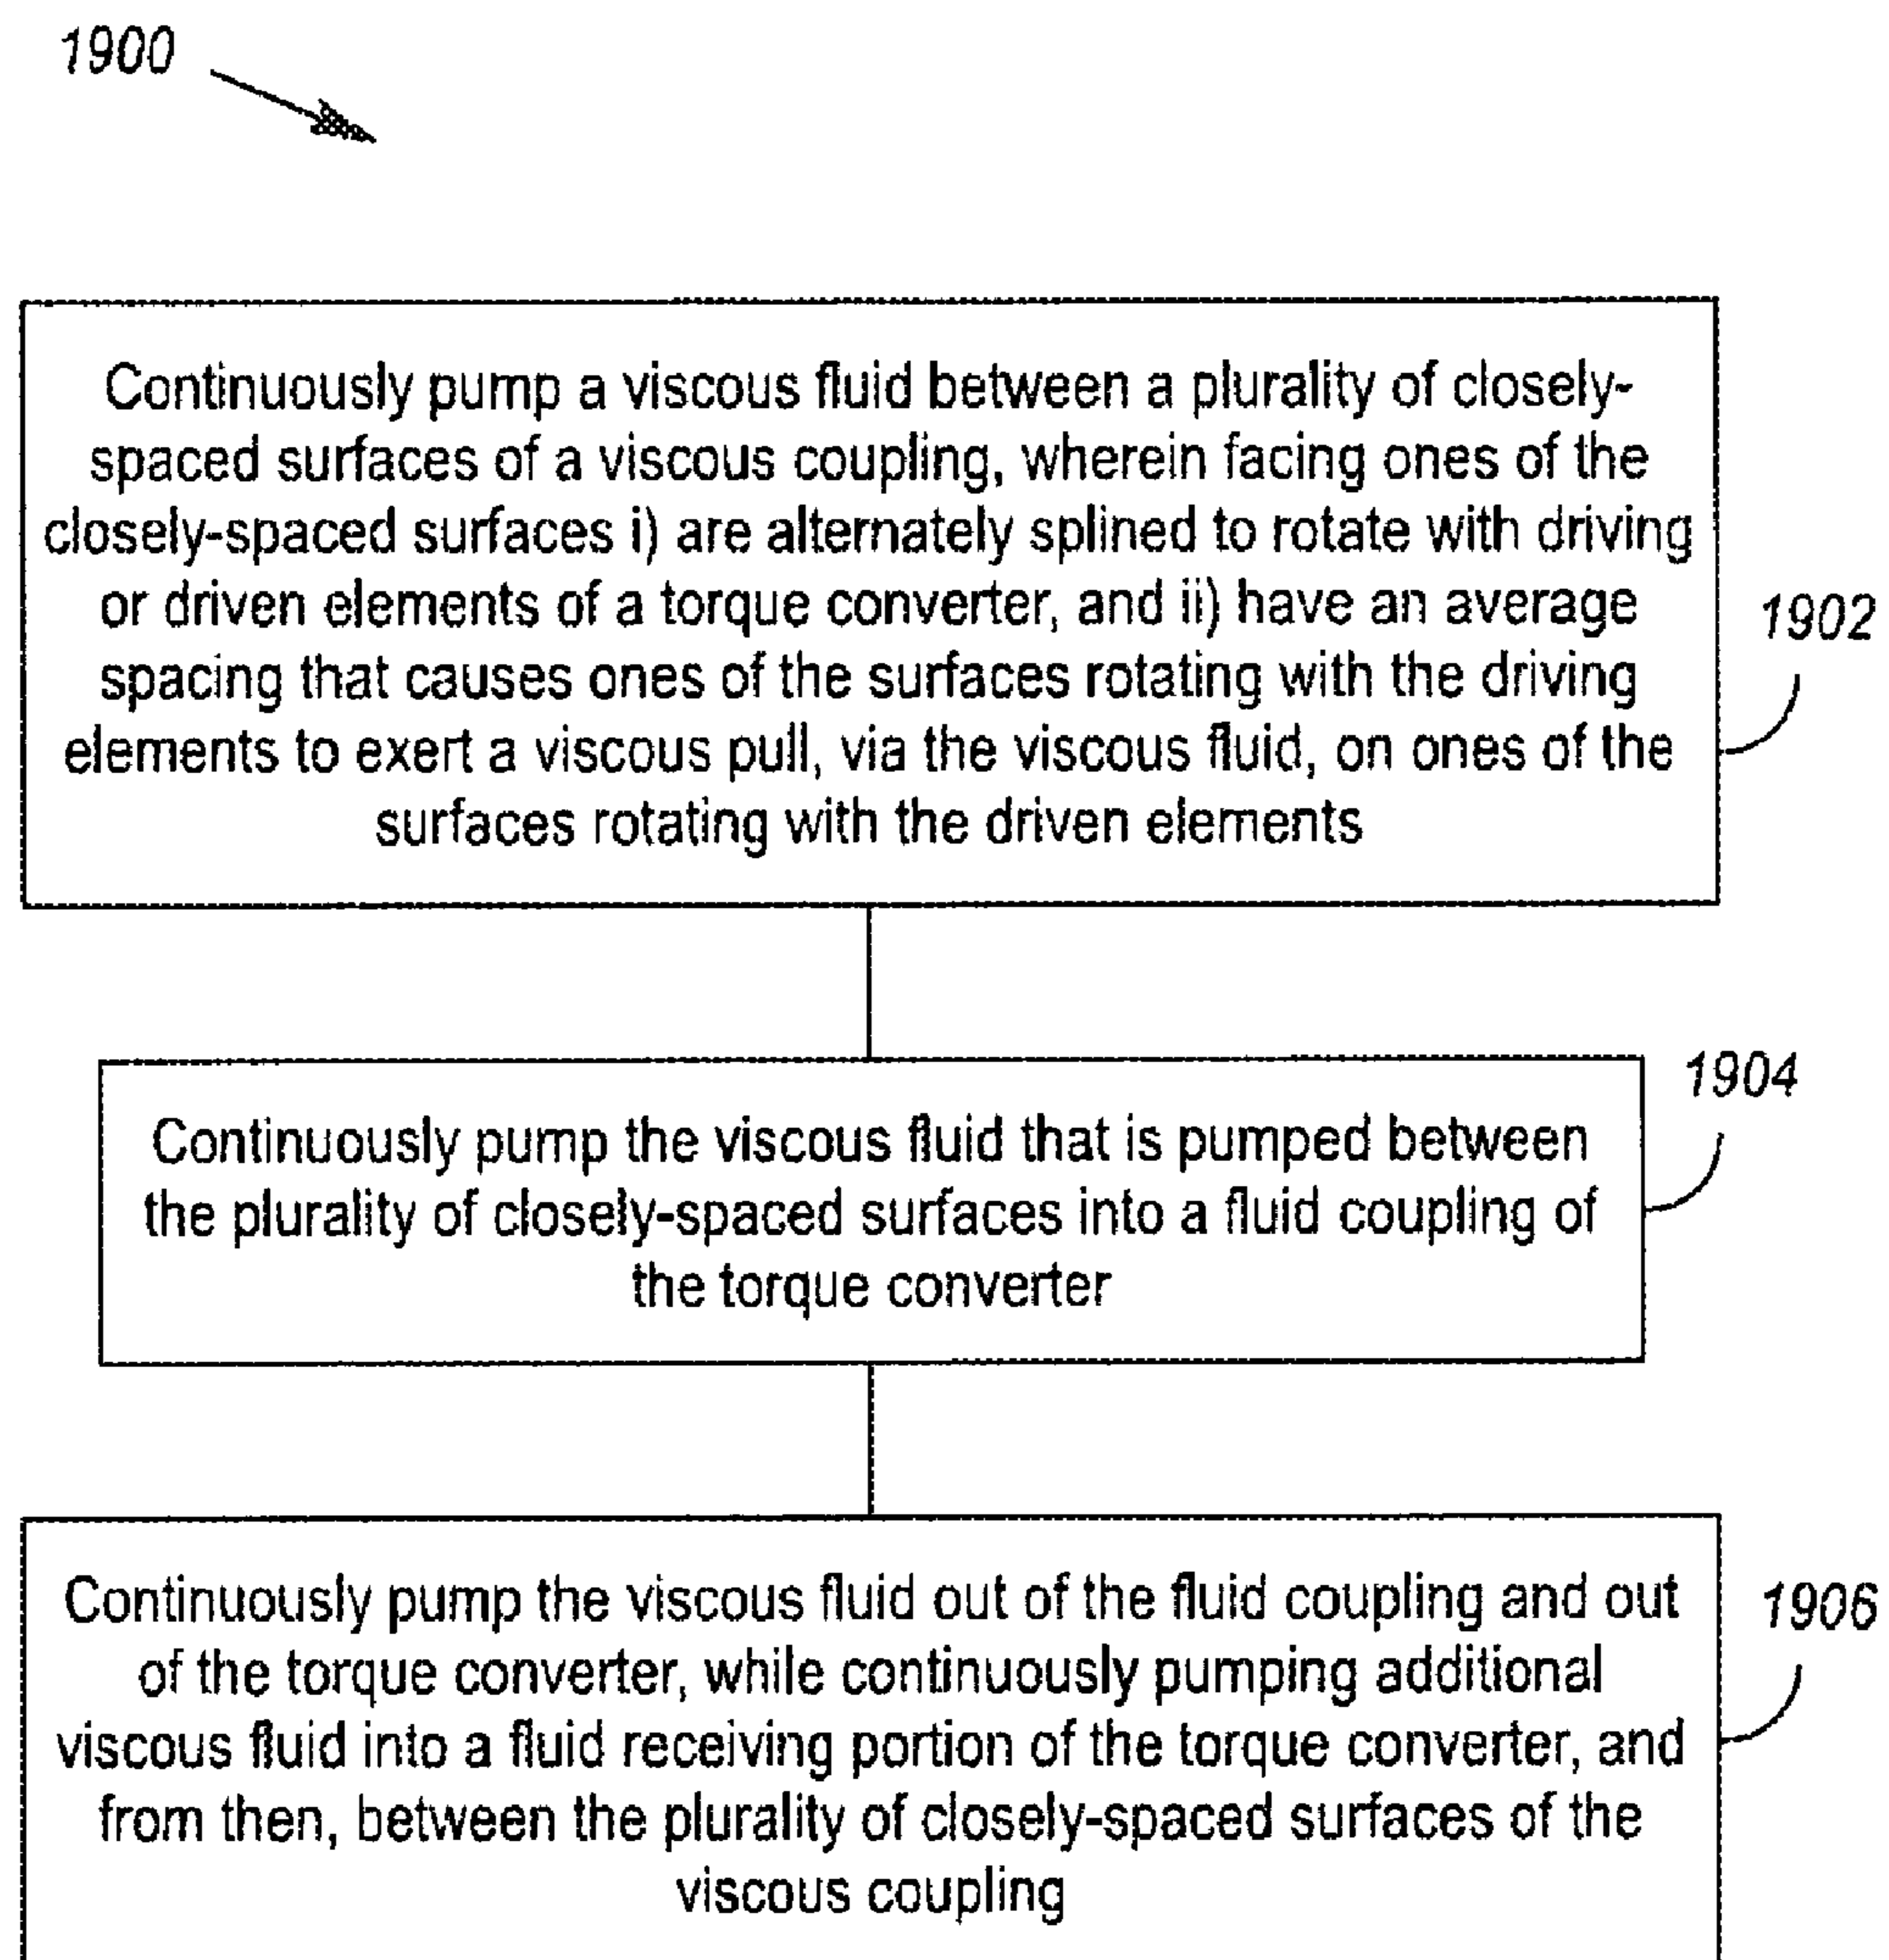 1900
Continuously pump a viscous fluid between a plurality of closely-
spaced surfaces of a viscous coupling, wherein facing ones of the
closely-spaced surfaces i) are alternately splined to rotate with driving
or driven elements of a torque converter, and ii) have an average
spacing that causes ones of the surfaces rotating with the driving
elements to exert a viscous pull, via the viscous fluid, on ones of the
surfaces rotating with the driven elements
1902
Continuously pump the viscous fluid that is pumped between
the plurality of closely-spaced surfaces into a fluid coupling of
the torque converter
1904
Continuously pump the viscous fluid out of the fluid coupling and out
of the torque converter, while continuously pumping additional
viscous fluid into a fluid receiving portion of the torque converter, and
from then, between the plurality of closely-spaced surfaces of the
viscous coupling
1906